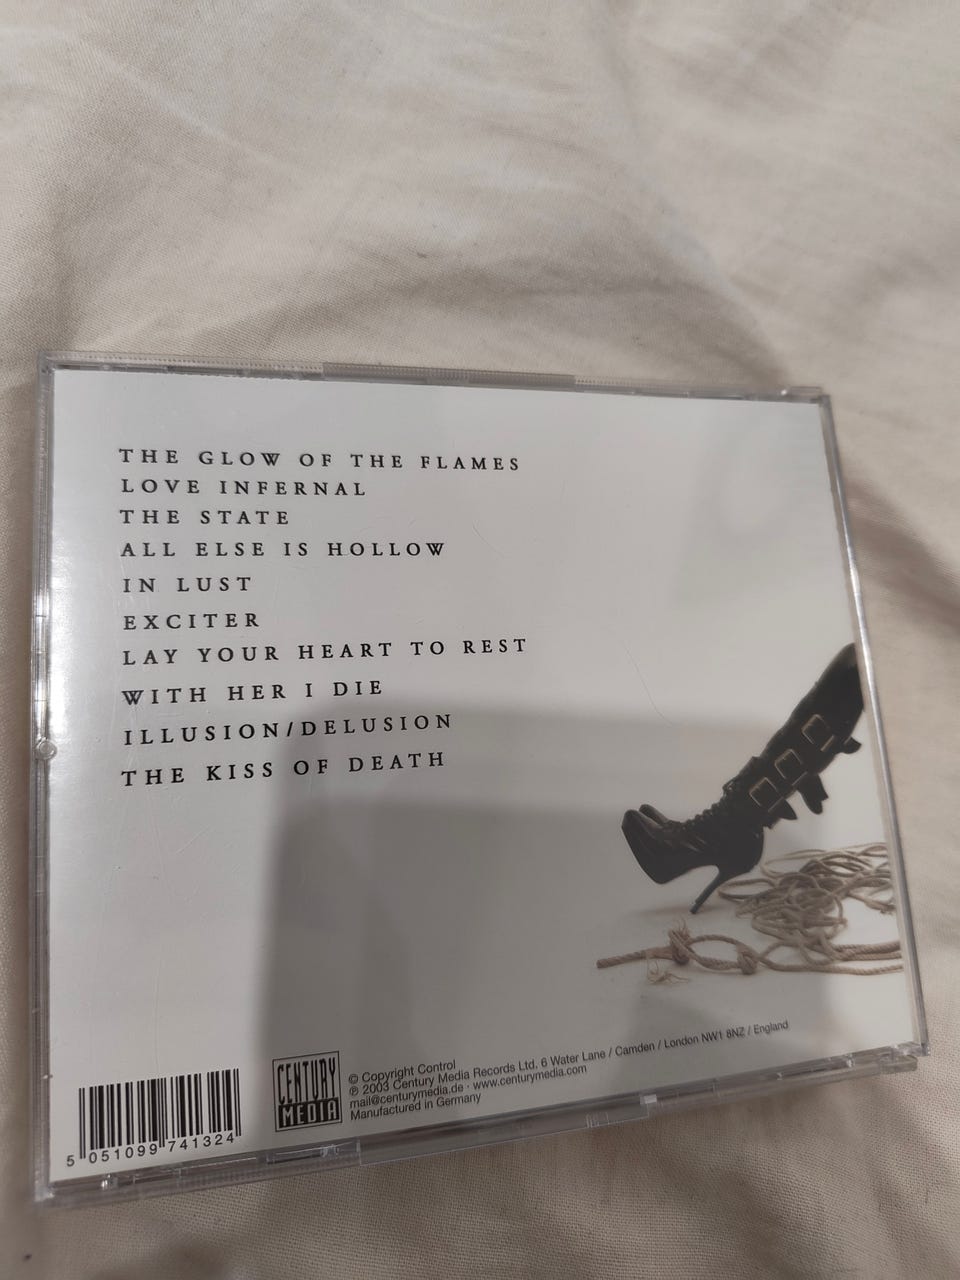 THE GLOW OF THE FLAMES
LOVE INFERNAL
THE STATE
ALL ELSE IS HOLLOW
IN LUST
EXCITER
LAY YOUR HEART TO REST
WITH HER I DIE
ILLUSION/DELUSION
THE KISS OF DEATH
5 051099 741324
CENTURY
MEDIA
© Copyright Control
℗ 2003 Century Media Records Ltd. 6 Water Lane / Camden / London NW1 8NZ / England
mail@centurymedia.de · www.centurymedia.com
Manufactured in Germany